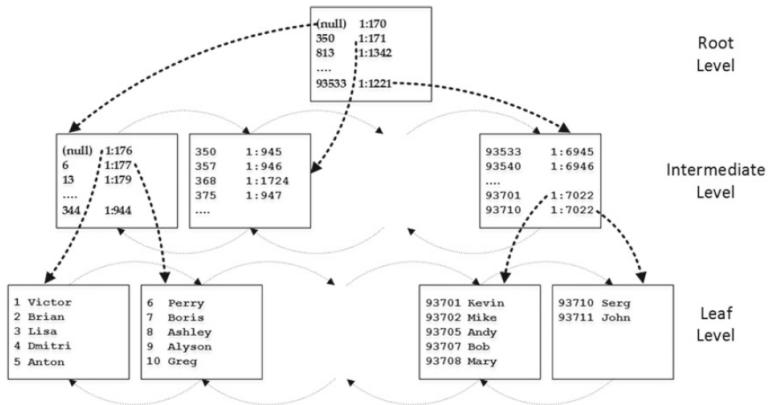 (null) 1:170
350 1:171
813 1:1342
....
93533 1:1221
Root
Level
(null) 1:176
6 1:177
13 1:179
....
344 1:944
350 1:945
357 1:946
368 1:1724
375 1:947
....
93533 1:6945
93540 1:6946
....
93701 1:7022
93710 1:7022
Intermediate
Level
1 Victor
2 Brian
3 Lisa
4 Dmitri
5 Anton
6 Perry
7 Boris
8 Ashley
9 Alyson
10 Greg
93701 Kevin
93702 Mike
93705 Andy
93707 Bob
93708 Mary
93710 Serg
93711 John
Leaf
Level